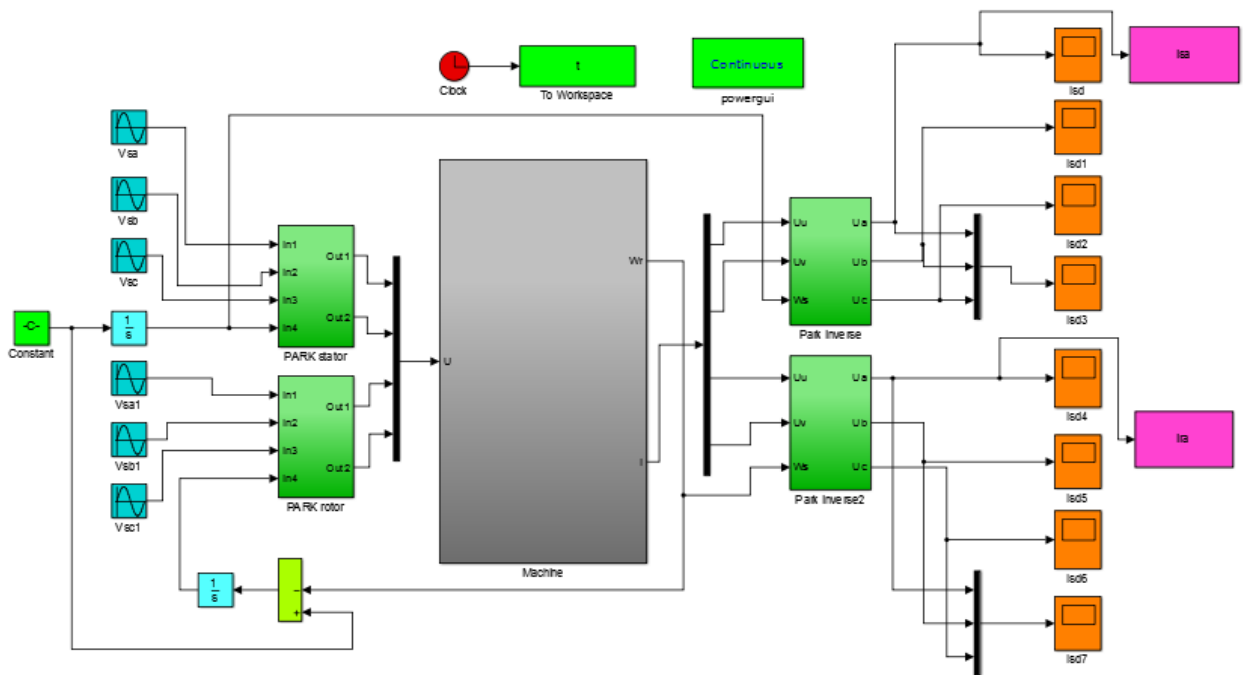 t
Continuous
Isa
Clock
To Workspace
powergui
Isd
Vsa
Isd1
Vsb
Isd2
Vsc
Isd3
-C-
Constant
1
s
In1
In2
In3
In4
Out1
Out2
PARK stator
Vsa1
Vsb1
Vsc1
In1
In2
In3
In4
Out1
Out2
PARK rotor
1
s
−
+
U
Wr
I
Machine
Uu
Uv
Ws
Ua
Ub
Uc
Park Inverse
Uu
Uv
Ws
Ua
Ub
Uc
Park Inverse2
Isd4
Ira
Isd5
Isd6
Isd7